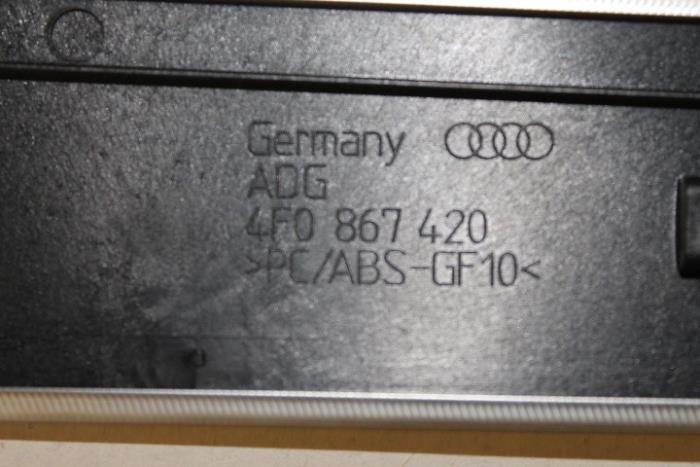 Germany
ADG
4F0 867 420
>PC/ABS-GF10<